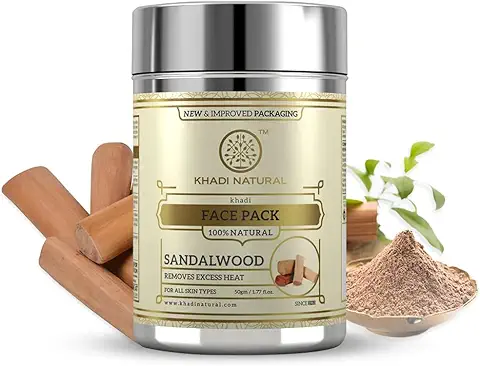 NEW & IMPROVED PACKAGING
TM
KHADI NATURAL
khadi
FACE PACK
100% NATURAL
SANDALWOOD
REMOVES EXCESS HEAT
FOR ALL SKIN TYPES
50gm / 1.77 fl.oz.
www.khadinatural.com
SINCE